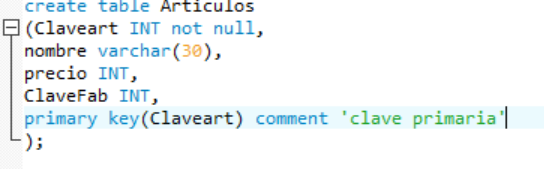 create table Articulos
(Claveart INT not null,
nombre varchar(30),
precio INT,
ClaveFab INT,
primary key(Claveart) comment 'clave primaria'
);